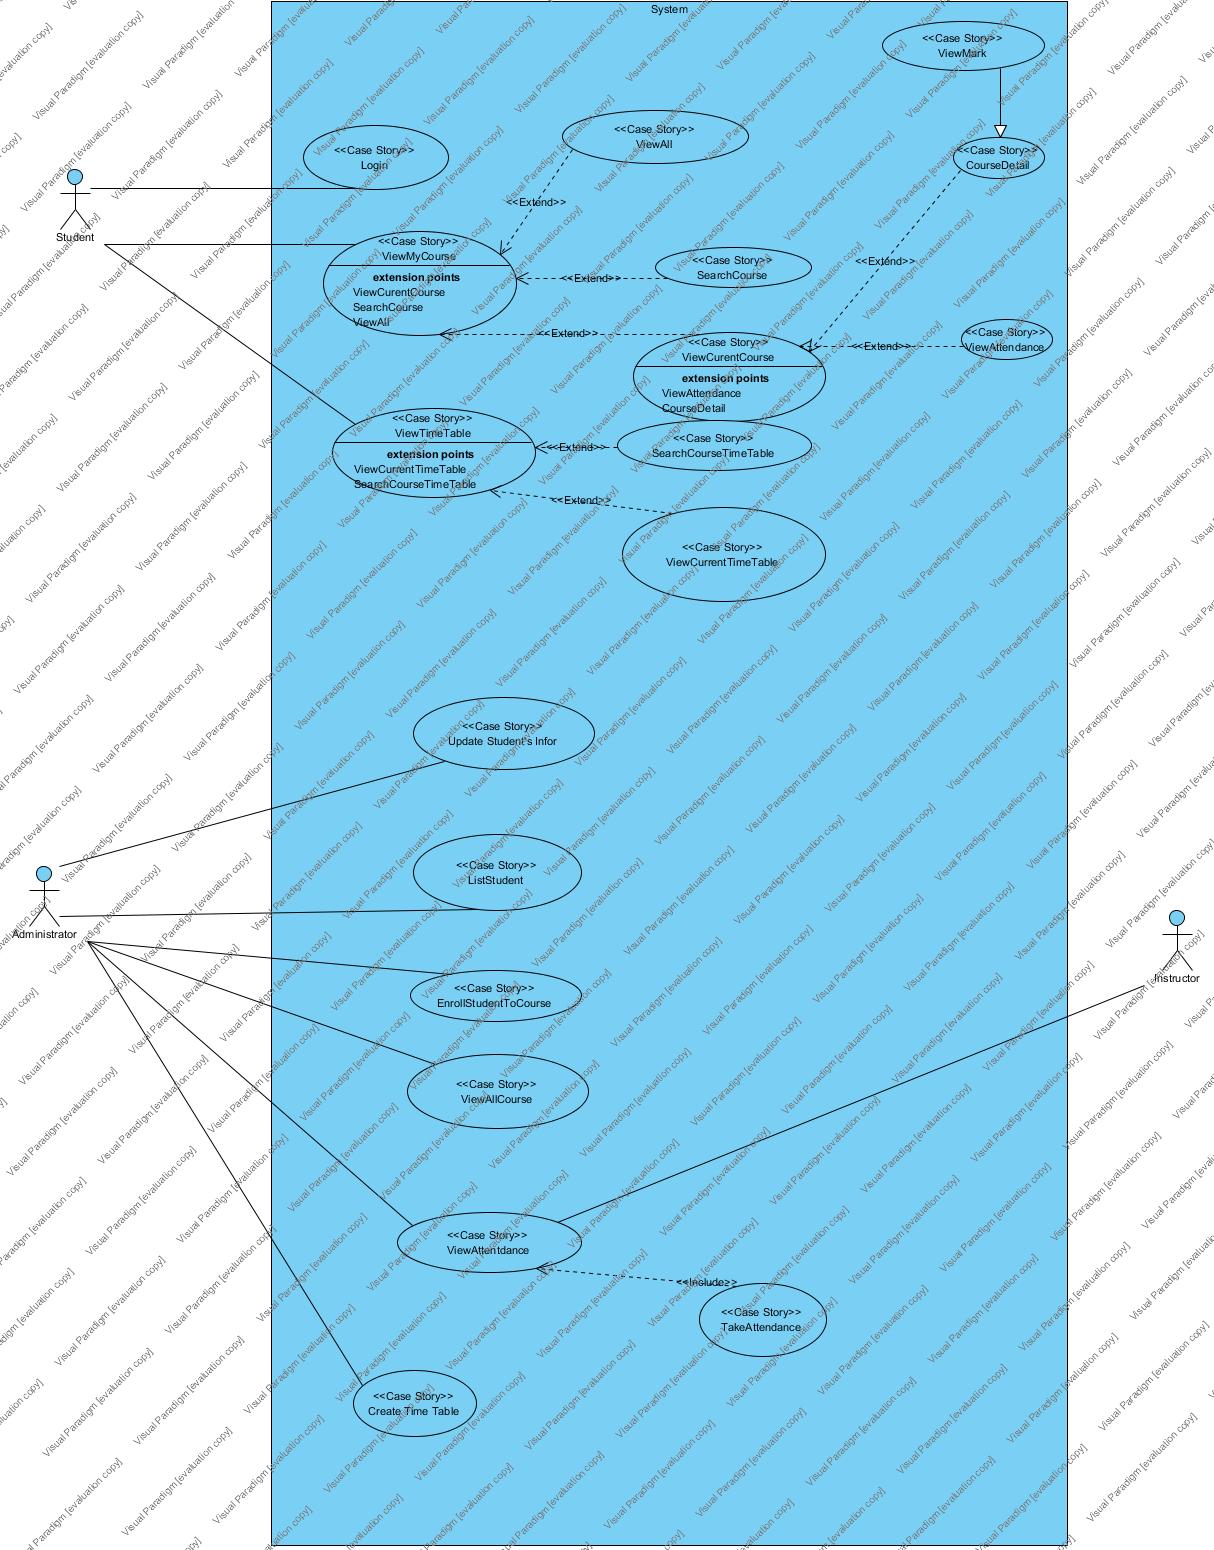 System
<<Case Story>>
ViewMark
<<Case Story>>
ViewAll
<<Case Story>>
Login
<<Case Story>>
CourseDetail
Student
<<Extend>>
<<Case Story>>
ViewMyCourse
extension points
ViewCurentCourse
SearchCourse
ViewAll
<<Extend>>
<<Case Story>>
SearchCourse
<<Extend>>
<<Extend>>
<<Case Story>>
ViewCurentCourse
extension points
ViewAttendance
CourseDetail
<<Extend>>
<<Case Story>>
ViewAttendance
<<Case Story>>
ViewTimeTable
extension points
ViewCurrentTimeTable
SearchCourseTimeTable
<<Extend>>
<<Case Story>>
SearchCourseTimeTable
<<Extend>>
<<Case Story>>
ViewCurrentTimeTable
<<Case Story>>
Update Student's Infor
<<Case Story>>
ListStudent
Administrator
Instructor
<<Case Story>>
EnrollStudentToCourse
<<Case Story>>
ViewAllCourse
<<Case Story>>
ViewAttentdance
<<Include>>
<<Case Story>>
TakeAttendance
<<Case Story>>
Create Time Table
Visual Paradigm [evaluation copy]